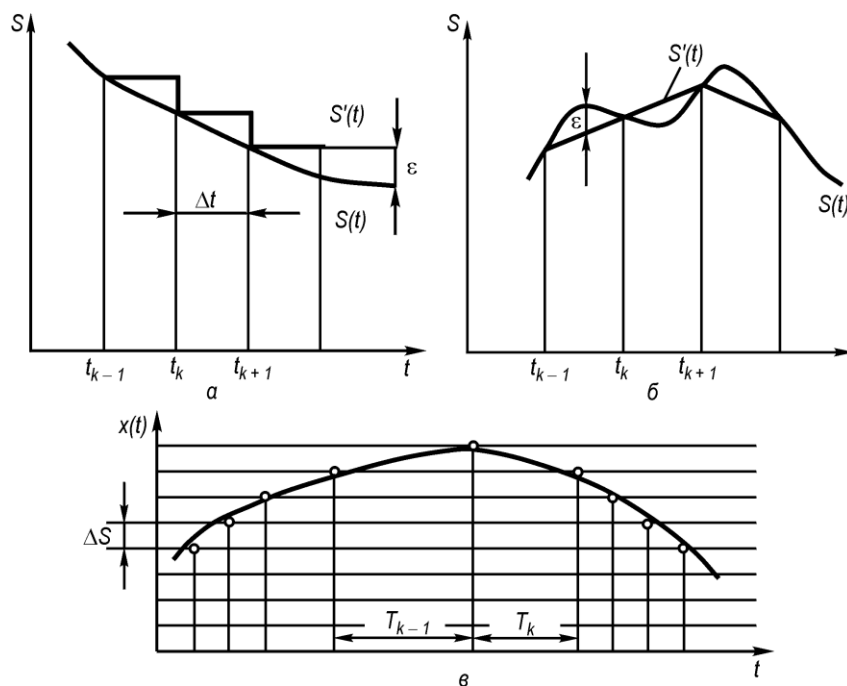 S
S'(t)
ε
Δt
S(t)
t_{k-1}
t_k
t_{k+1}
t
а
S
S'(t)
ε
S(t)
t_{k-1}
t_k
t_{k+1}
б
x(t)
ΔS
T_{k-1}
T_k
t
в